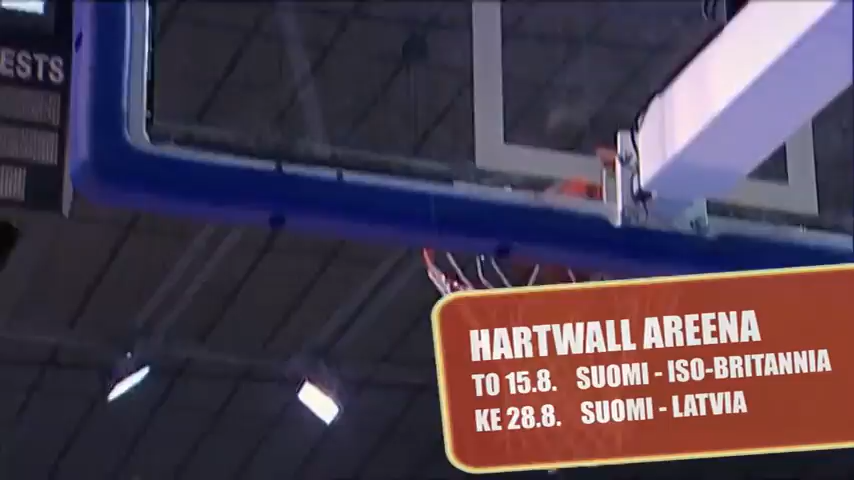 ESTS
HARTWALL AREENA
TO 15.8. SUOMI - ISO-BRITANNIA
KE 28.8. SUOMI - LATVIA